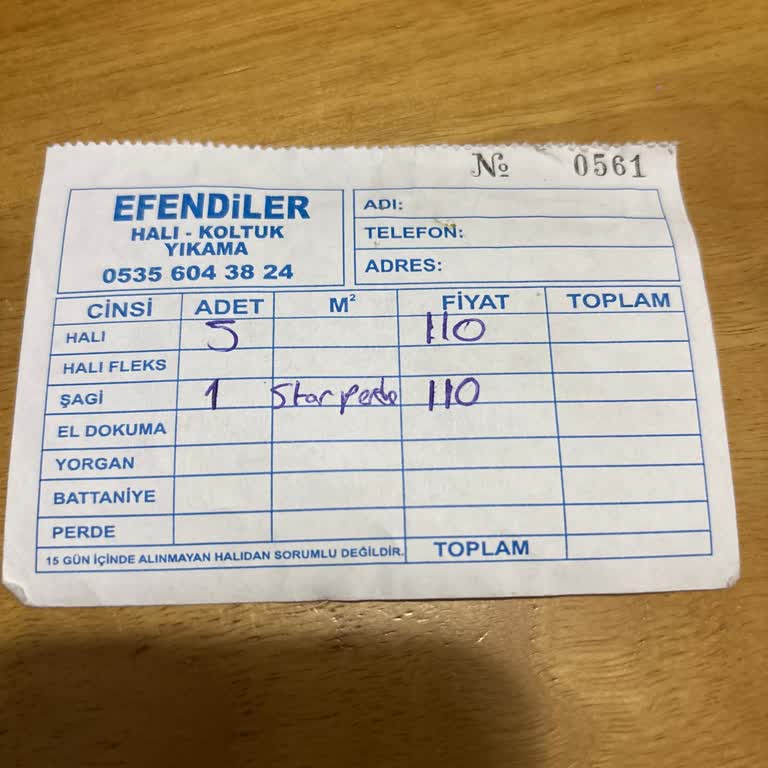 № 0561
EFENDİLER
HALI - KOLTUK
YIKAMA
0535 604 38 24
ADI:
TELEFON:
ADRES:
CİNSİ ADET M² FİYAT TOPLAM
HALI 5 110
HALI FLEKS
ŞAGİ 1 Stor perde 110
EL DOKUMA
YORGAN
BATTANİYE
PERDE
15 GÜN İÇİNDE ALINMAYAN HALIDAN SORUMLU DEĞİLDİR. TOPLAM